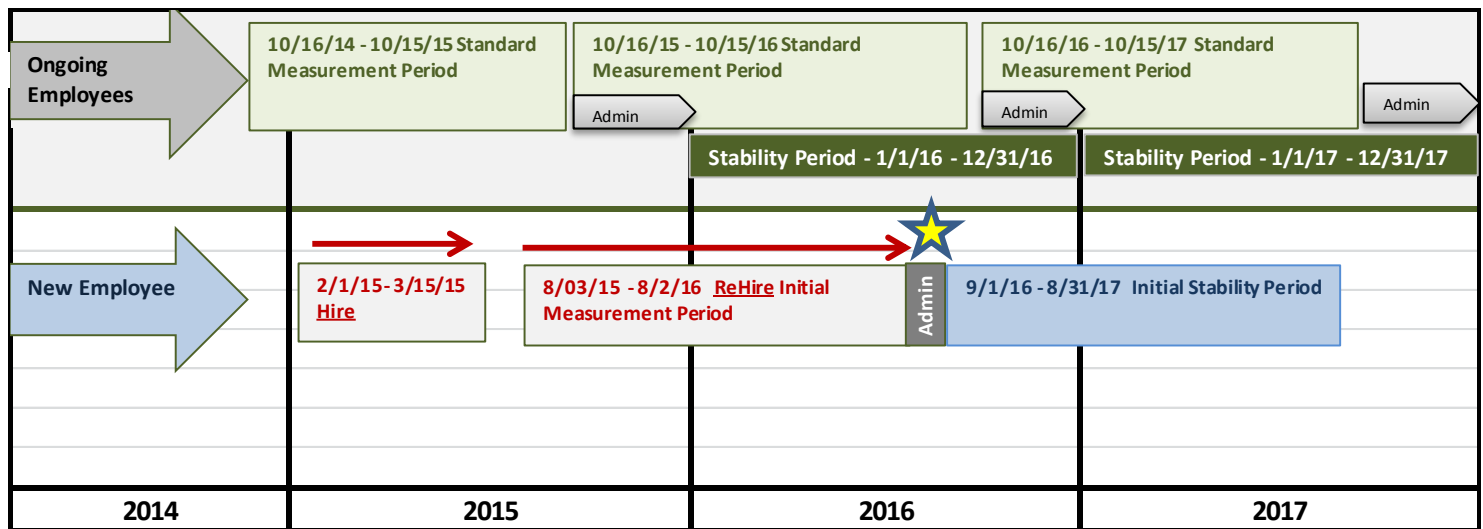 Ongoing
Employees
10/16/14 - 10/15/15 Standard
Measurement Period
10/16/15 - 10/15/16 Standard
Measurement Period
10/16/16 - 10/15/17 Standard
Measurement Period
Admin
Admin
Admin
Stability Period - 1/1/16 - 12/31/16
Stability Period - 1/1/17 - 12/31/17
New Employee
2/1/15 - 3/15/15
Hire
8/03/15 - 8/2/16 ReHire Initial
Measurement Period
Admin
9/1/16 - 8/31/17 Initial Stability Period
2014
2015
2016
2017